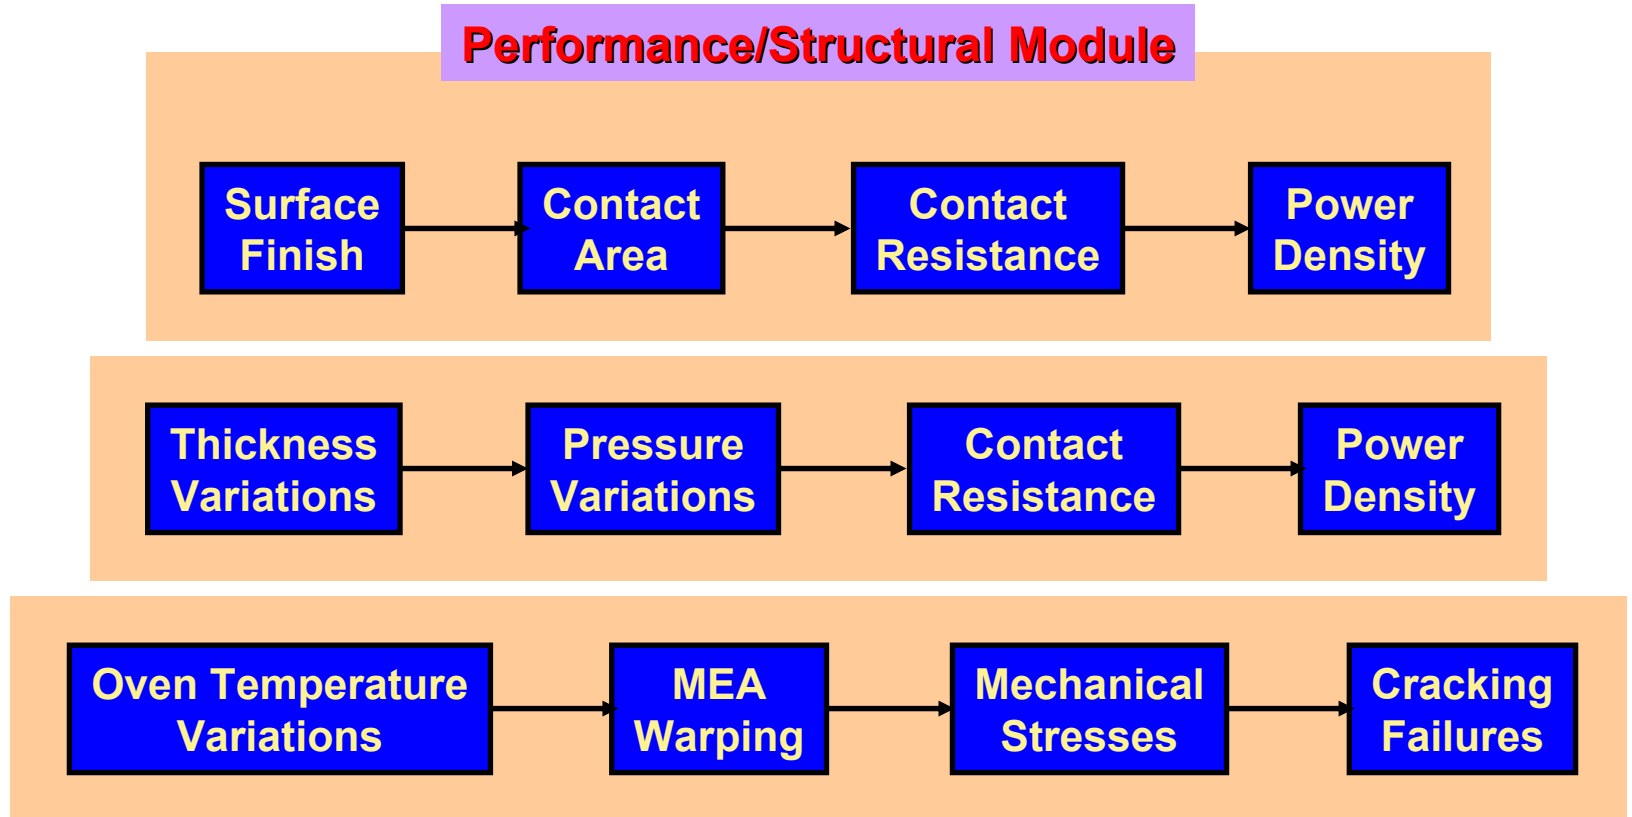 Performance/Structural Module
Surface
Finish
Contact
Area
Contact
Resistance
Power
Density
Thickness
Variations
Pressure
Variations
Contact
Resistance
Power
Density
Oven Temperature
Variations
MEA
Warping
Mechanical
Stresses
Cracking
Failures